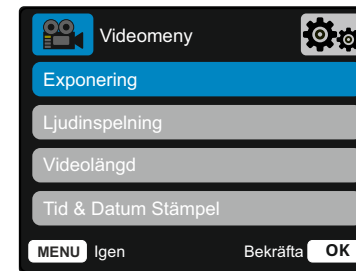 Videomeny
Exponering
Ljudinspelning
Videolängd
Tid & Datum Stämpel
MENU Igen Bekräfta OK